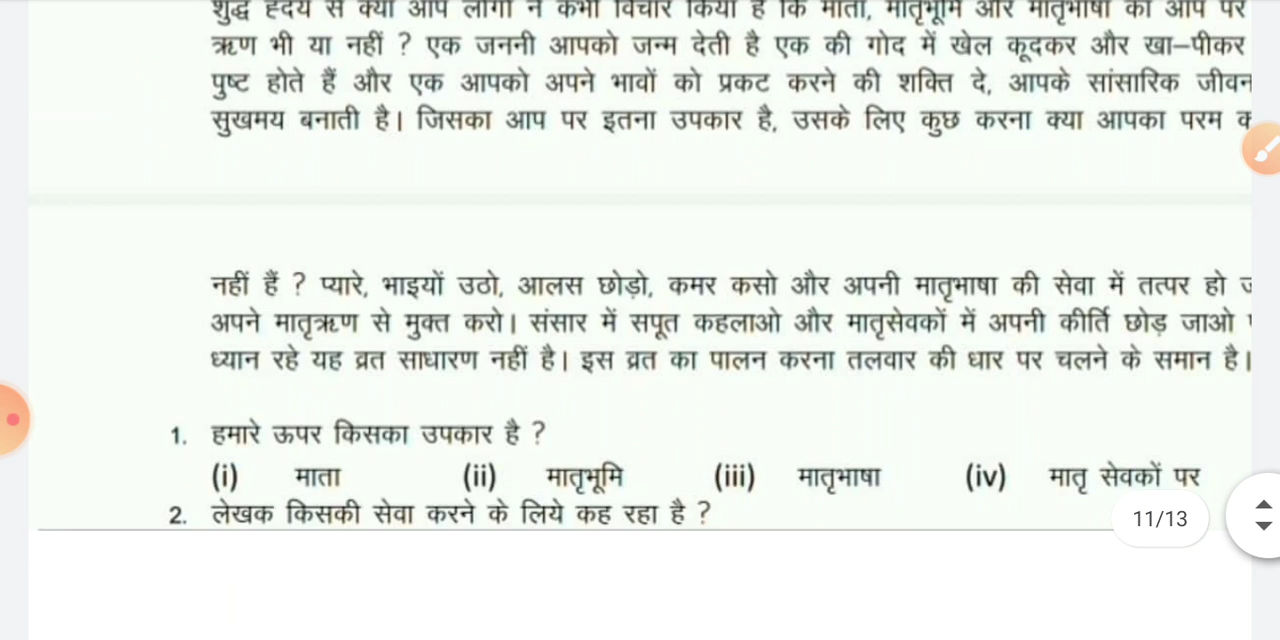 शुद्ध हृदय से क्या आप लोगों ने कभी विचार किया है कि माता, मातृभूमि और मातृभाषा का आप पर
ऋण भी या नहीं ? एक जननी आपको जन्म देती है एक की गोद में खेल कूदकर और खा–पीकर
पुष्ट होते हैं और एक आपको अपने भावों को प्रकट करने की शक्ति दे, आपके सांसारिक जीवन
सुखमय बनाती है। जिसका आप पर इतना उपकार है, उसके लिए कुछ करना क्या आपका परम
नहीं हैं ? प्यारे, भाइयों उठो, आलस छोड़ो, कमर कसो और अपनी मातृभाषा की सेवा में तत्पर हो
अपने मातृऋण से मुक्त करो। संसार में सपूत कहलाओ और मातृसेवकों में अपनी कीर्ति छोड़ जाओ
ध्यान रहे यह व्रत साधारण नहीं है। इस व्रत का पालन करना तलवार की धार पर चलने के समान है।
1. हमारे ऊपर किसका उपकार है ?
(i) माता (ii) मातृभूमि (iii) मातृभाषा (iv) मातृ सेवकों पर
2. लेखक किसकी सेवा करने के लिये कह रहा है ?
11/13